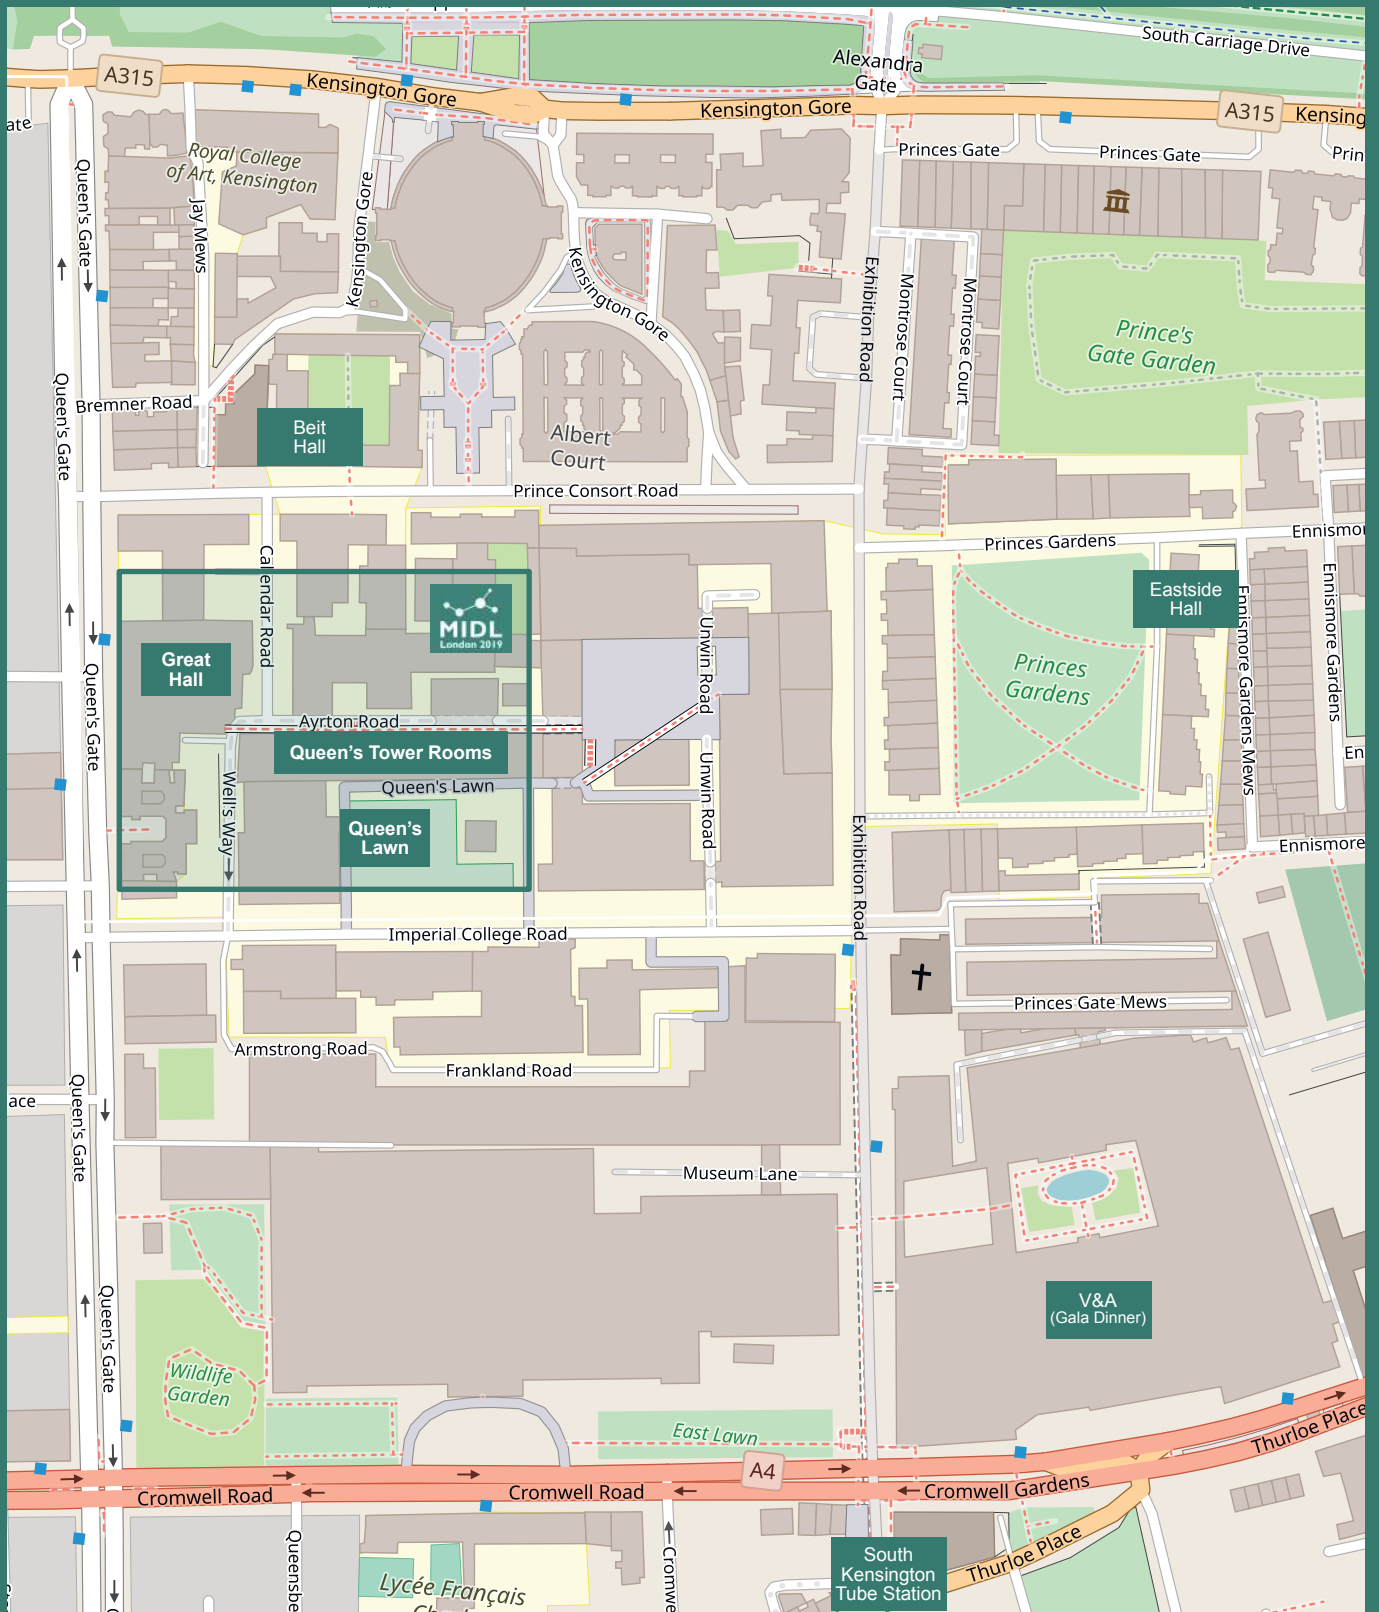 South Carriage Drive
Alexandra
Gate
A315
Kensington Gore
Kensington Gore
A315
Kensing
ate
Royal College
of Art, Kensington
Princes Gate
Princes Gate
Prin
Queen's Gate
Jay Mews
Kensington Gore
Kensington Gore
Exhibition Road
Montrose Court
Montrose Court
Prince's
Gate Garden
Queen's Gate
Bremner Road
Beit
Hall
Albert
Court
Prince Consort Road
Princes Gardens
Ennismor
Callendar Road
MIDL
London 2019
Eastside
Hall
Ennismore Gardens
Ennismore Gardens Mews
Unwin Road
Great
Hall
Princes
Gardens
Queen's Gate
Ayrton Road
Queen's Tower Rooms
En
Queen's Lawn
Well's Way
Unwin Road
Queen's
Lawn
Exhibition Road
Ennismore
Imperial College Road
Princes Gate Mews
Armstrong Road
Frankland Road
ace
Queen's Gate
Museum Lane
V&A
(Gala Dinner)
Queen's Gate
Wildlife
Garden
East Lawn
Thurloe Place
A4
Cromwell Road
Cromwell Road
Cromwell Gardens
Queensbe
Cromwe
South
Kensington
Tube Station
Thurloe Place
Lycée Français